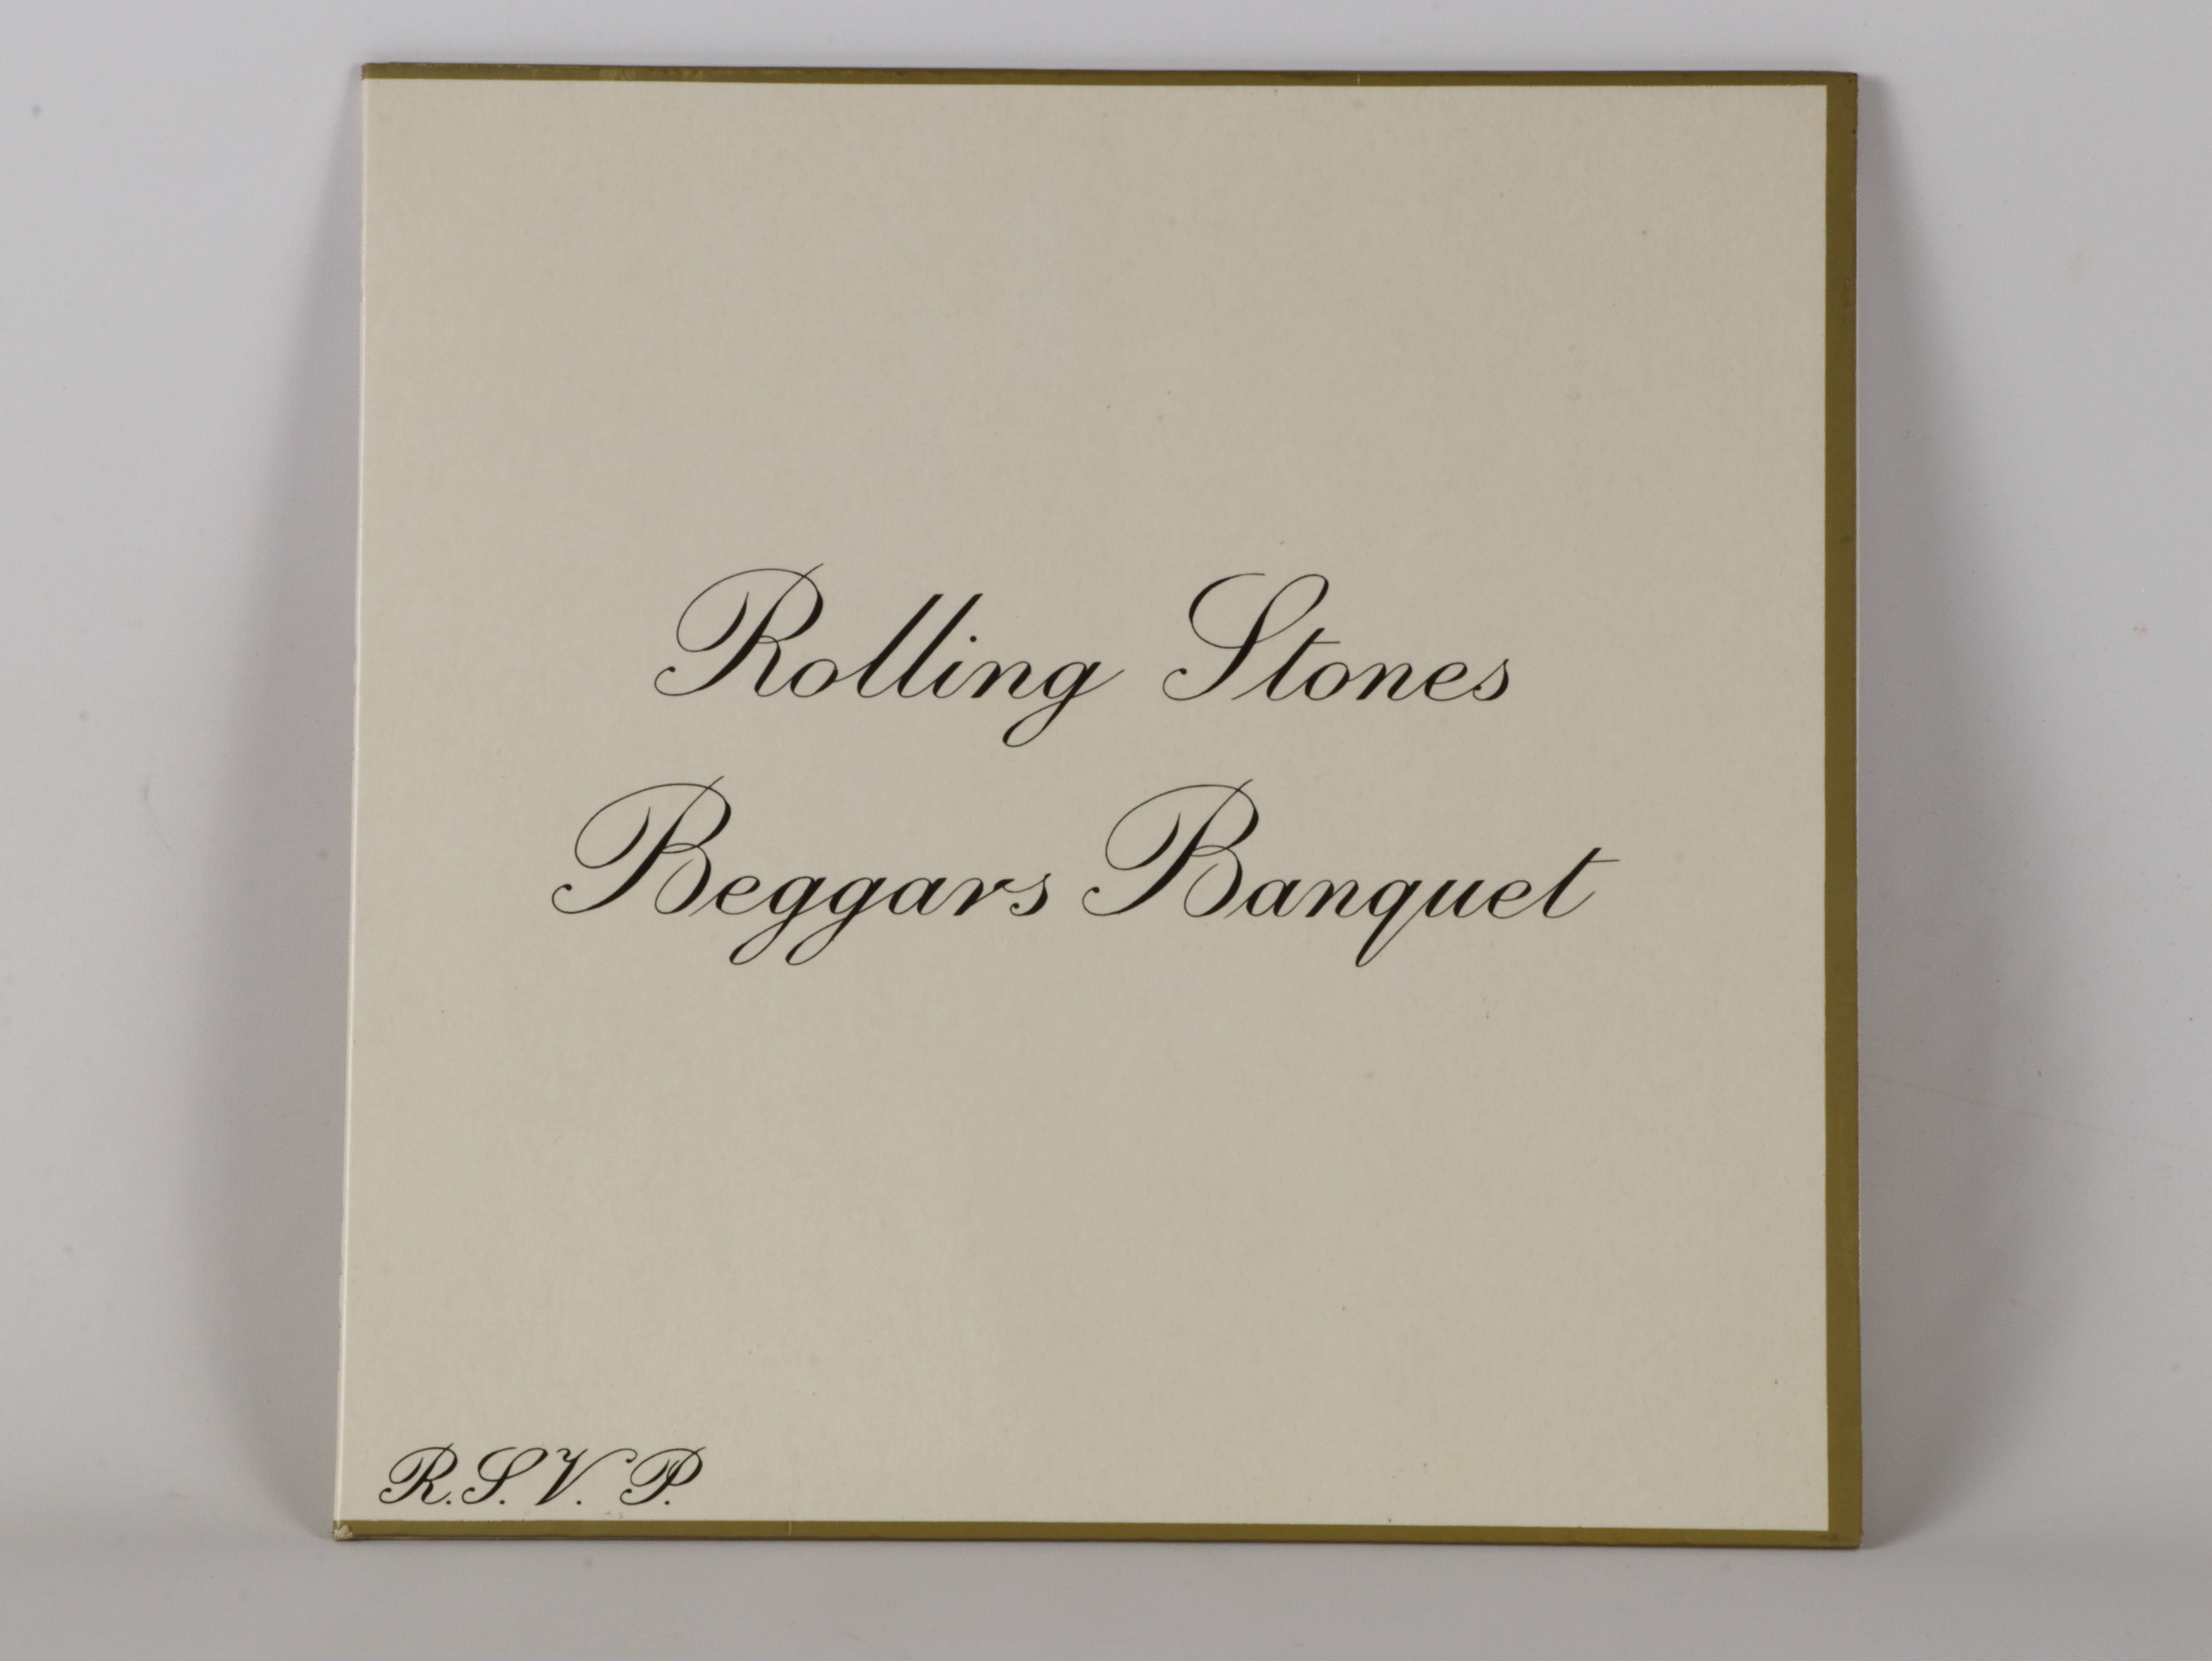 Rolling Stones
Beggars Banquet
R.S.V.P.